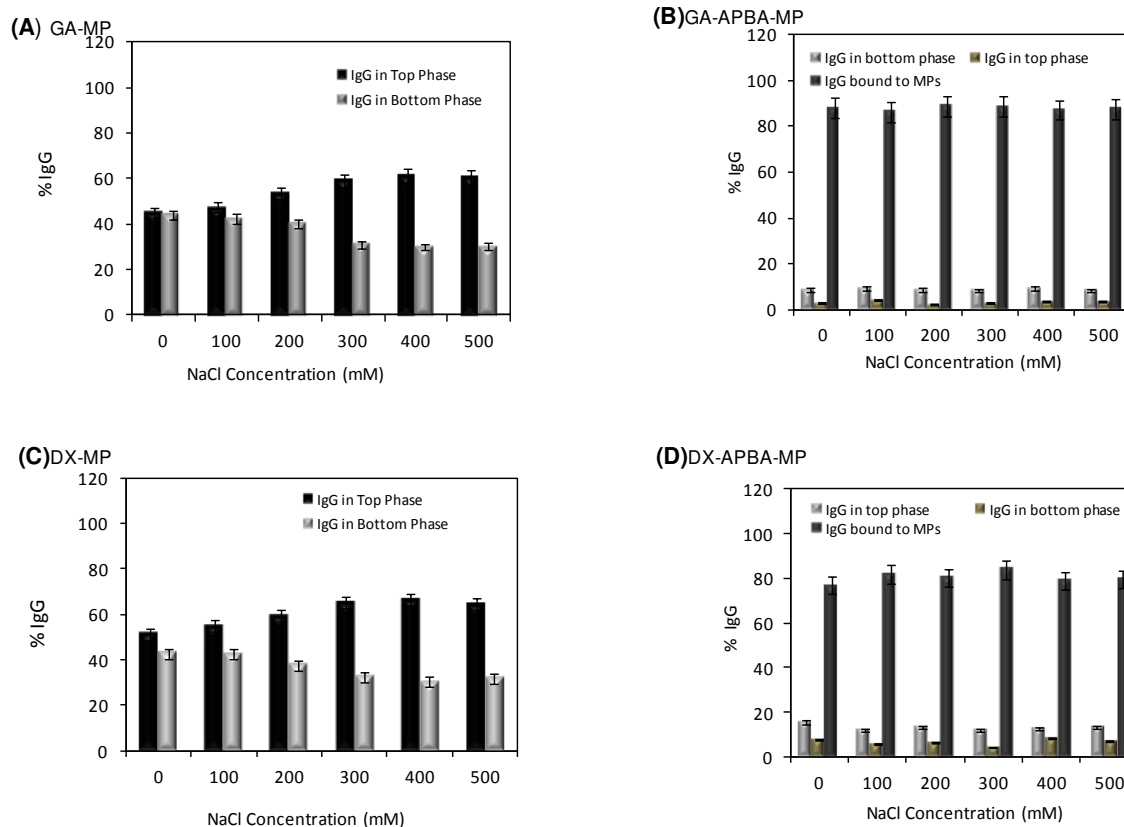 (A) GA-MP
120
100
80
60
40
20
0
% IgG
IgG in Top Phase
IgG in Bottom Phase
0 100 200 300 400 500
NaCl Concentration (mM)
(B) GA-APBA-MP
120
100
80
60
40
20
0
% IgG
IgG in bottom phase IgG in top phase
IgG bound to MPs
0 100 200 300 400 500
NaCl Concentration (mM)
(C) DX-MP
120
100
80
60
40
20
0
% IgG
IgG in Top Phase
IgG in Bottom Phase
0 100 200 300 400 500
NaCl Concentration (mM)
(D) DX-APBA-MP
120
100
80
60
40
20
0
% IgG
IgG in top phase IgG in bottom phase
IgG bound to MPs
0 100 200 300 400 500
NaCl Concentration (mM)